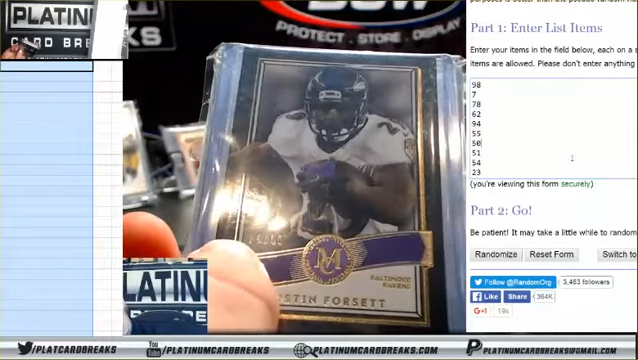 PLATINUM
CARD BREAKS
PROTECT . STORE . DISPLAY
MC
BALTIMORE
RAVENS
STIN FORSETT
PLATINU
Part 1: Enter List Items
Enter your items in the field below, each on a s
items are allowed. Please don't enter anything
98
7
78
62
94
55
50
51
54
23
(you're viewing this form securely)
Part 2: Go!
Be patient! It may take a little while to random
Randomize
Reset Form
Switch to
Follow @RandomOrg
3,463 followers
Like
Share
364K
+1
19k
/PLATCARDBREAKS
You Tube
/PLATINUMCARDBREAKS
/PLATINUMCARDBREAKS